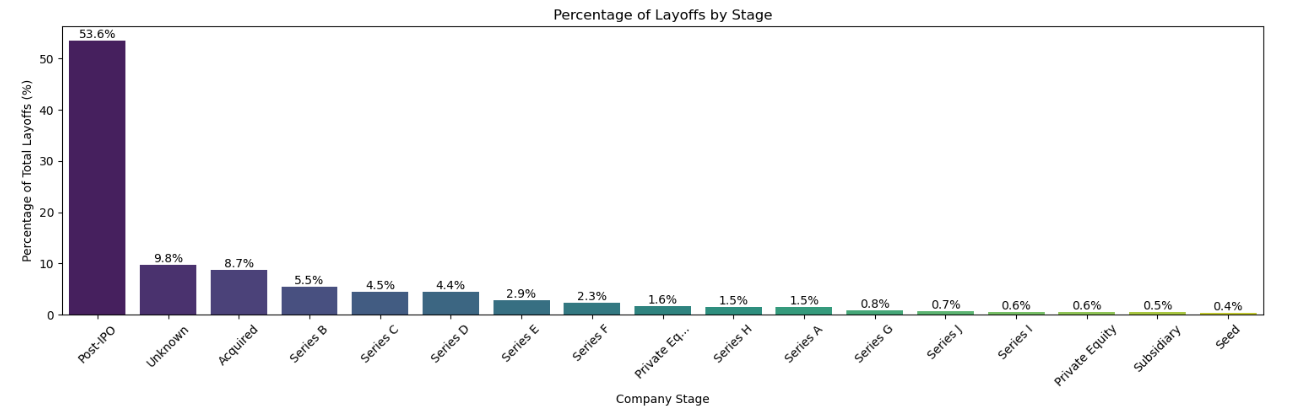 Percentage of Layoffs by Stage
Percentage of Total Layoffs (%)
50
40
30
20
10
0
53.6%
9.8%
8.7%
5.5%
4.5%
4.4%
2.9%
2.3%
1.6%
1.5%
1.5%
0.8%
0.7%
0.6%
0.6%
0.5%
0.4%
Post-IPO
Unknown
Acquired
Series B
Series C
Series D
Series E
Series F
Private Eq...
Series H
Series A
Series G
Series J
Series I
Private Equity
Subsidiary
Seed
Company Stage